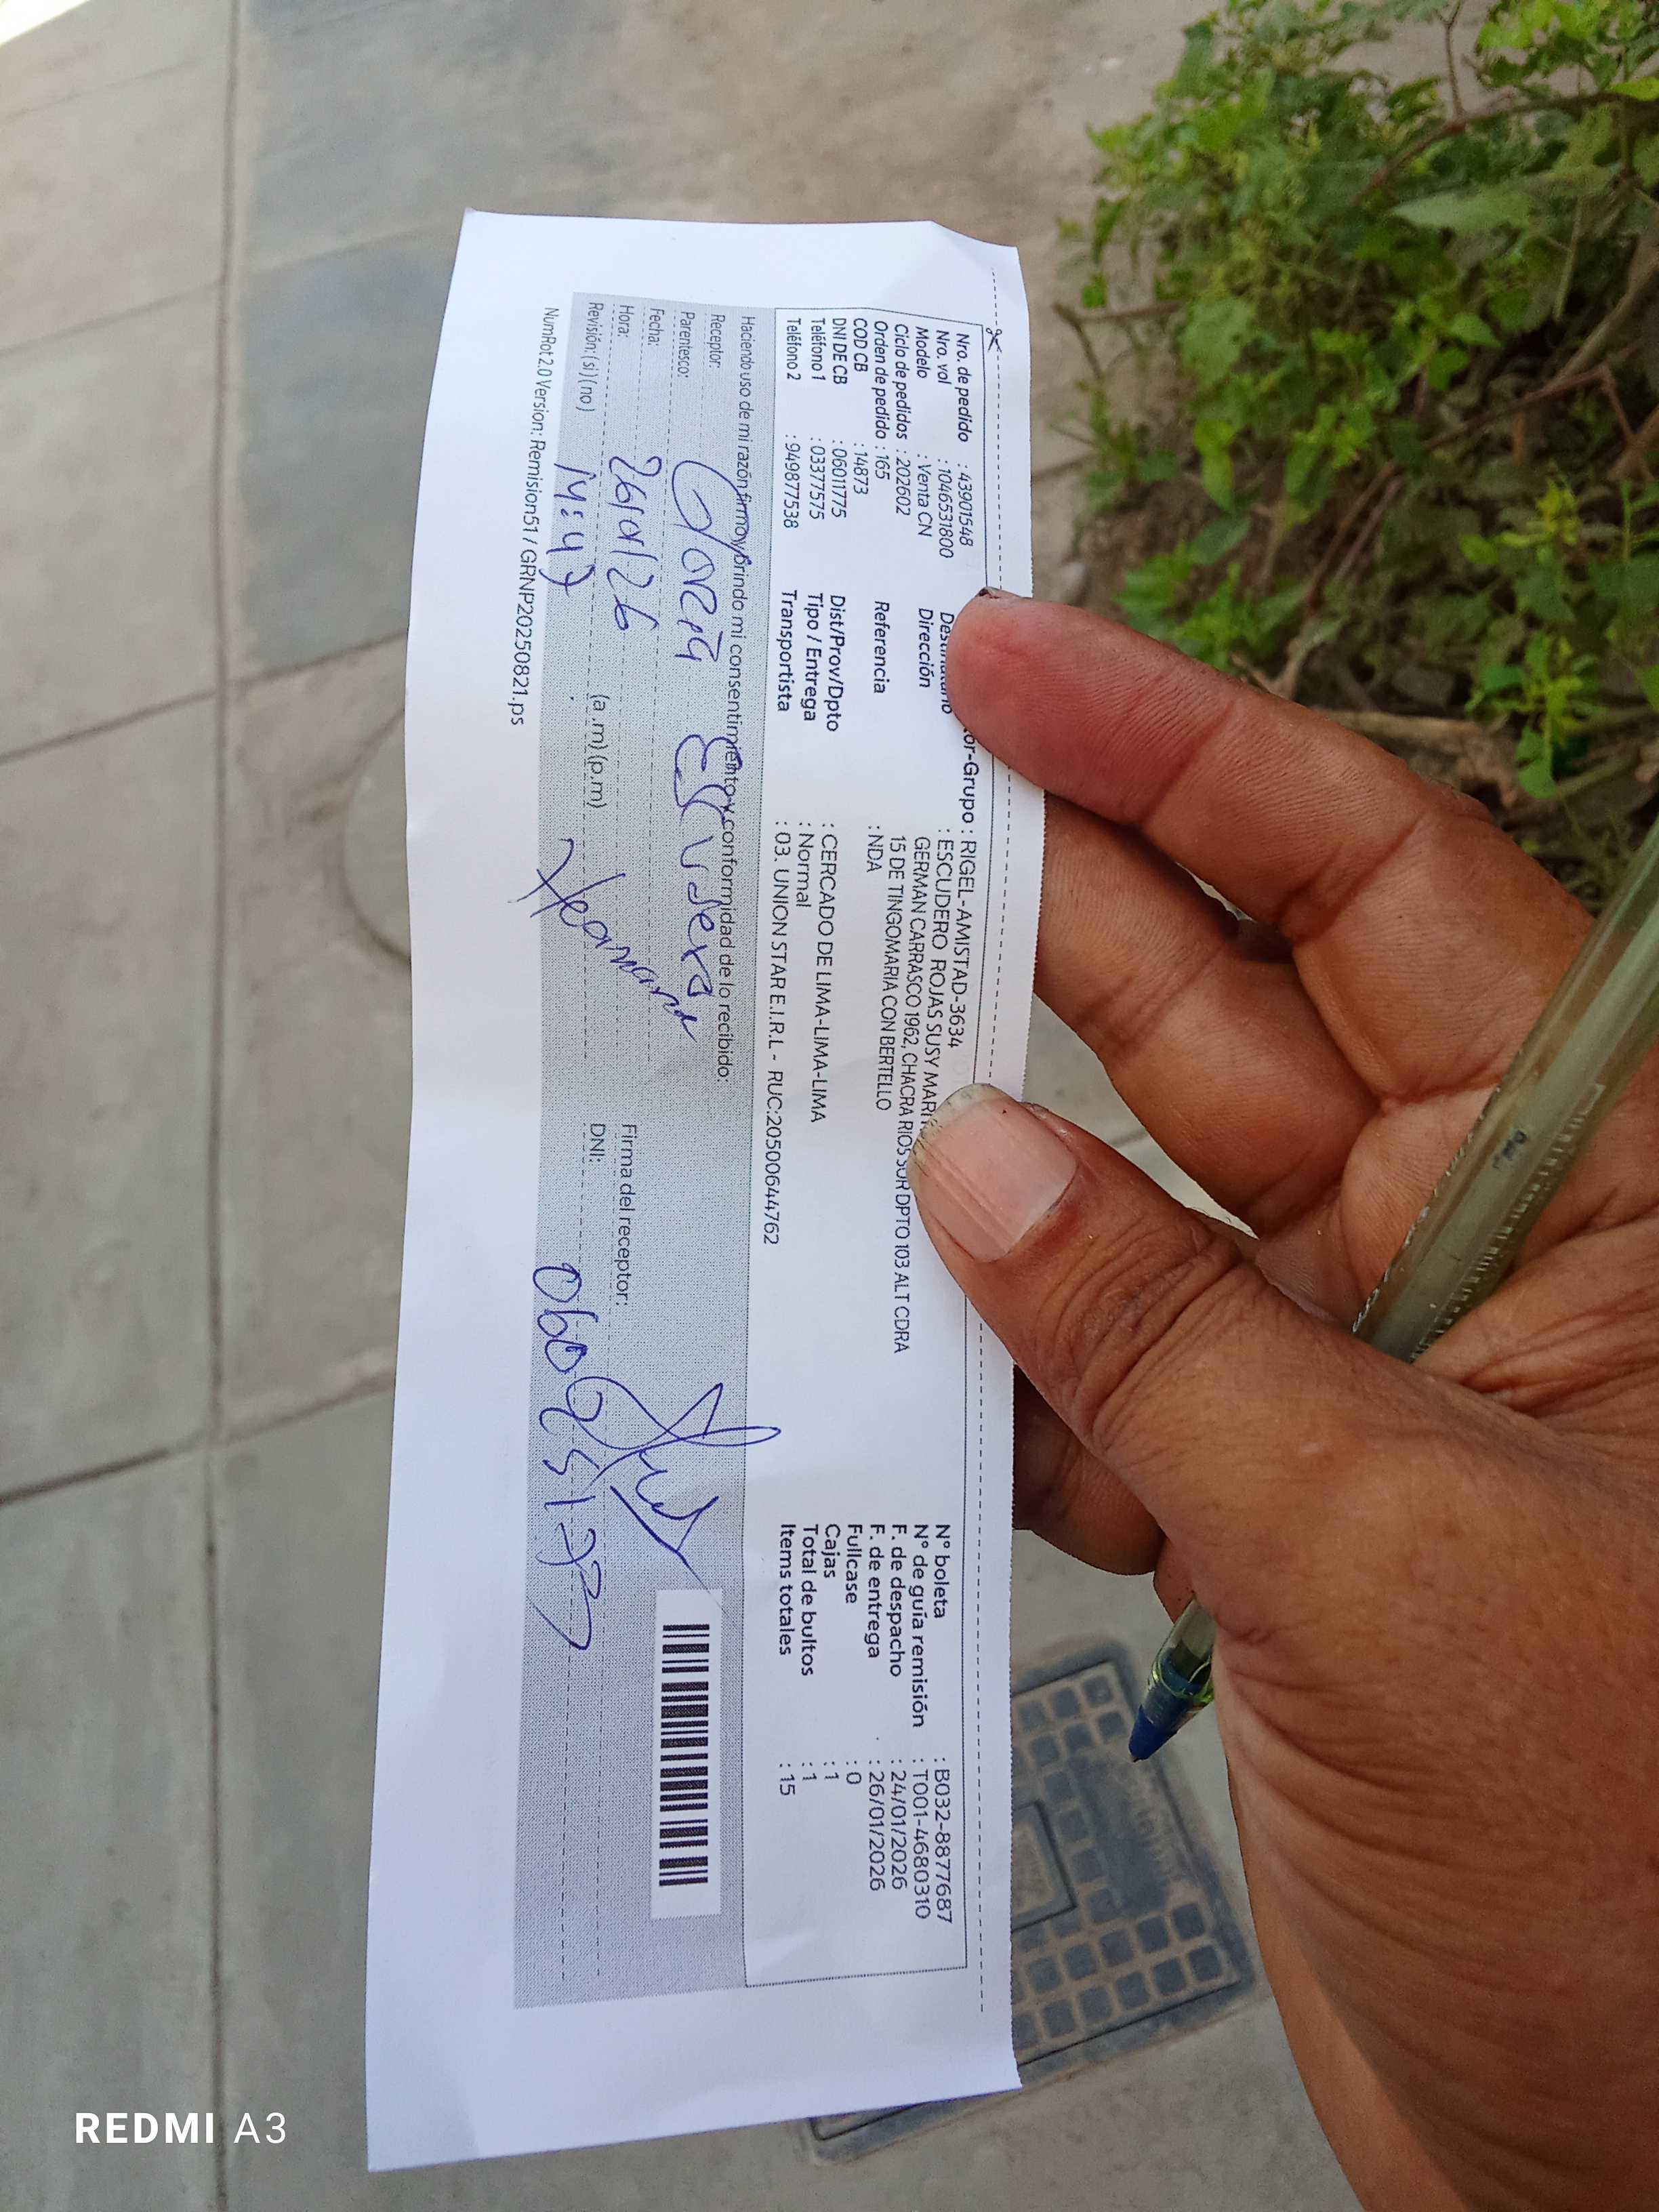 Nro. de pedido : 43901548
Nro. vol : 1046531800
Modelo : Venta CN
Ciclo de pedidos : 202602
Orden de pedido : 165
COD CB : 14873
DNI DE CB : 06011775
Teléfono 1 : 03377575
Teléfono 2 : 949877538
or-Grupo : RIGEL-AMISTAD-3634
: ESCUDERO ROJAS SUSY
Dirección GERMAN CARRASCO 1962, CHACRA RIOS SUR DPTO 103 ALT CDRA
15 DE TINGOMARIA CON BERTELLO
Referencia : NDA
Dist/Prov/Dpto : CERCADO DE LIMA-LIMA-LIMA
Tipo / Entrega : Normal
Transportista : 03. UNION STAR E.I.R.L - RUC:20500644762
N° boleta : B032-8877687
N° de guía remisión : T001-4680310
F. de despacho : 24/01/2026
F. de entrega : 26/01/2026
Fullcase : 0
Cajas : 1
Total de bultos : 1
Items totales : 15
Haciendo uso de mi razón firmo y brindo mi consentimiento y conformidad de lo recibido:
Receptor:
Parentesco:
Fecha: 26/01/26
Hora: 14:47 (a.m) (p.m)
Revisión: (si) (no)
Firma del receptor:
DNI:
NumRot2.0 Version: Remision51 / GRNP20250821.ps
REDMI A3